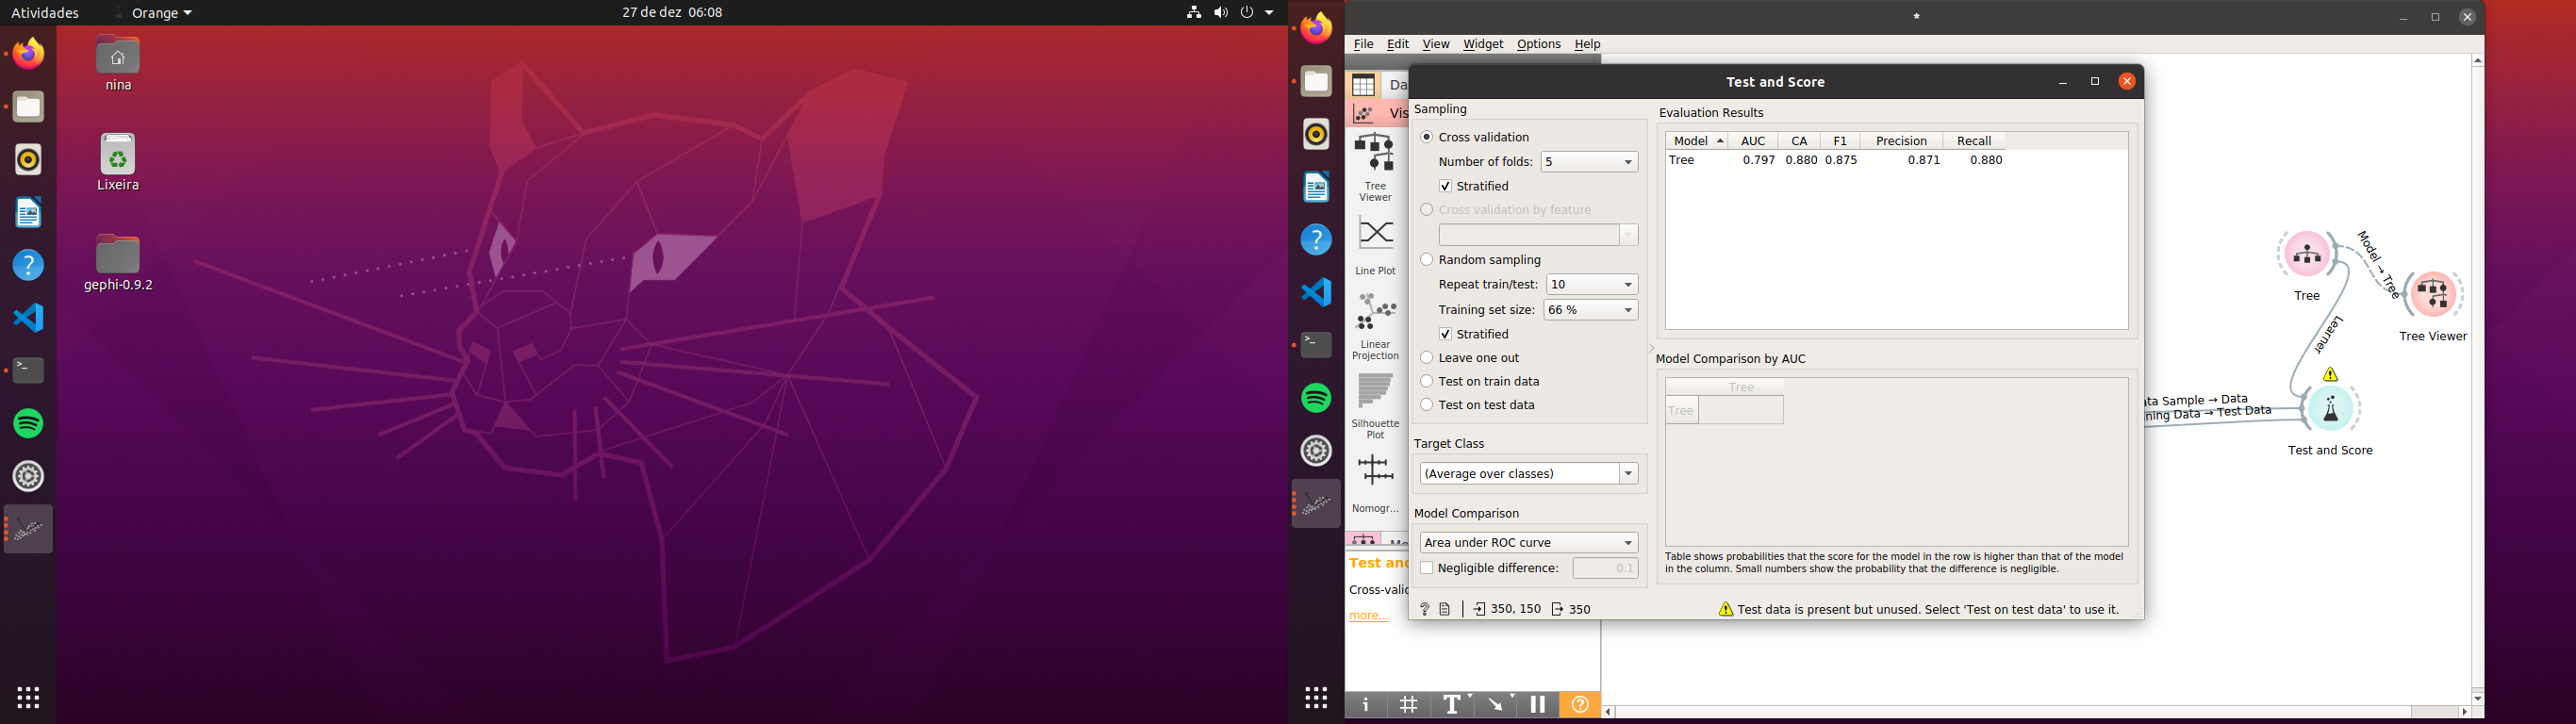 Atividades
Orange
27 de dez 06:08
nina
Lixeira
gephi-0.9.2
*
File Edit View Widget Options Help
Da
Vis
Tree
Viewer
Line Plot
Linear
Projection
Silhouette
Plot
Nomogr...
Mo
Test and
Cross-valid
more...
Test and Score
Sampling
Cross validation
Number of folds: 5
Stratified
Cross validation by feature
Random sampling
Repeat train/test: 10
Training set size: 66 %
Stratified
Leave one out
Test on train data
Test on test data
Target Class
(Average over classes)
Model Comparison
Area under ROC curve
Negligible difference: 0.1
350, 150 350
Evaluation Results
Model AUC CA F1 Precision Recall
Tree 0.797 0.880 0.875 0.871 0.880
Model Comparison by AUC
Tree
Tree
Table shows probabilities that the score for the model in the row is higher than that of the model
in the column. Small numbers show the probability that the difference is negligible.
Test data is present but unused. Select 'Test on test data' to use it.
Tree
Model → Tree
Tree Viewer
Learner
ata Sample → Data
ning Data → Test Data
Test and Score